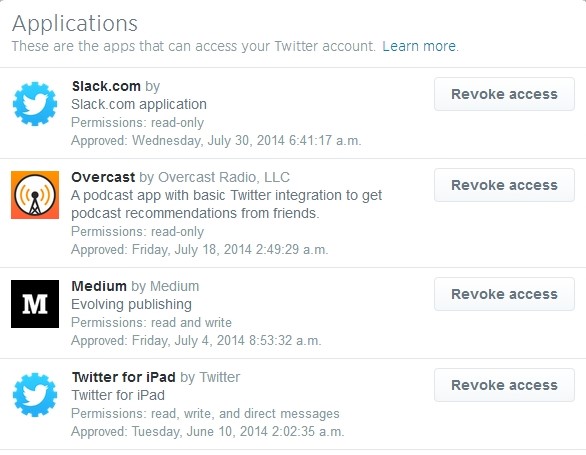 Applications
These are the apps that can access your Twitter account. Learn more.
Slack.com by
Slack.com application
Permissions: read-only
Approved: Wednesday, July 30, 2014 6:41:17 a.m.
Revoke access
Overcast by Overcast Radio, LLC
A podcast app with basic Twitter integration to get
podcast recommendations from friends.
Permissions: read-only
Approved: Friday, July 18, 2014 2:49:29 a.m.
Revoke access
M
Medium by Medium
Evolving publishing
Permissions: read and write
Approved: Friday, July 4, 2014 8:53:32 a.m.
Revoke access
Twitter for iPad by Twitter
Twitter for iPad
Permissions: read, write, and direct messages
Approved: Tuesday, June 10, 2014 2:02:35 a.m.
Revoke access